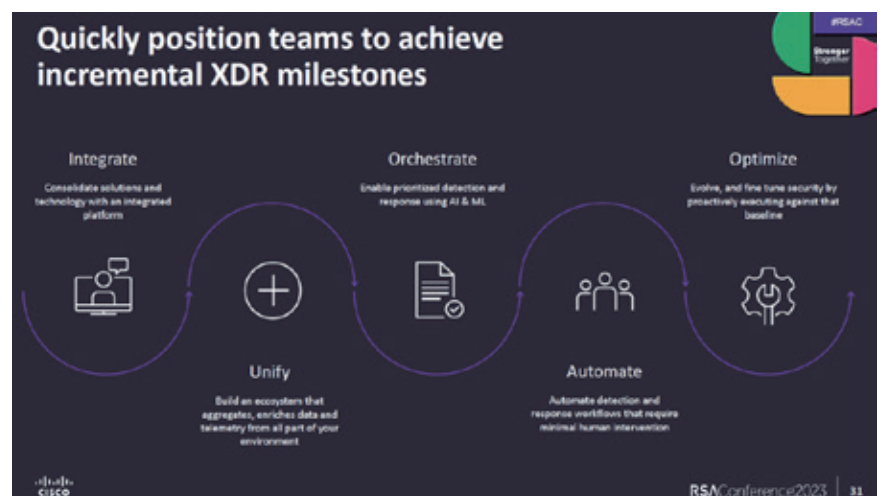 Quickly position teams to achieve
incremental XDR milestones
#RSAC
Stronger
Together
Integrate
Consolidate solutions and
technology with an integrated
platform
Orchestrate
Enable prioritized detection and
response using AI & ML
Optimize
Evolve, and fine tune security by
proactively executing against that
baseline
Unify
Build an ecosystem that
aggregates, enriches data and
telemetry from all part of your
environment
Automate
Automate detection and
response workflows that require
minimal human intervention
CISCO
RSAConference2023
31